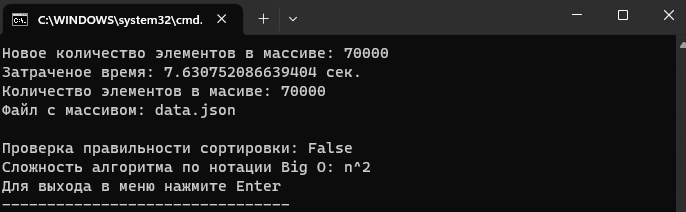 C:\WINDOWS\system32\cmd.
Новое количество элементов в массиве: 70000
Затраченое время: 7.630752086639404 сек.
Количество элементов в масиве: 70000
Файл с массивом: data.json
Проверка правильности сортировки: False
Сложность алгоритма по нотации Big O: n^2
Для выхода в меню нажмите Enter
--------------------------------